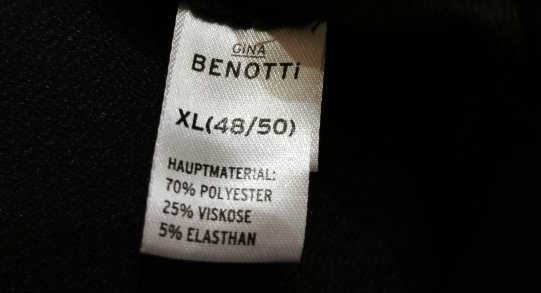 GINA
BENOTTi
XL(48/50)
HAUPTMATERIAL:
70% POLYESTER
25% VISKOSE
5% ELASTHAN